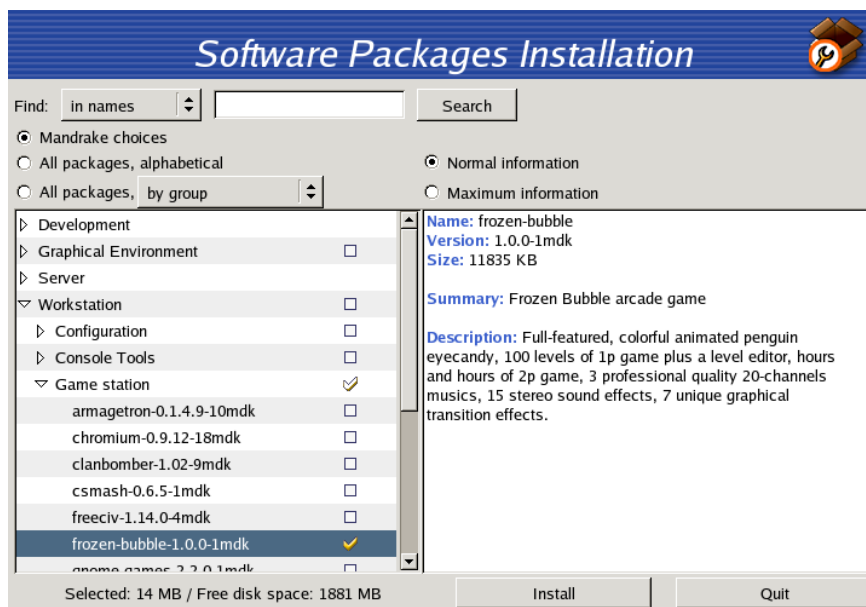 Software Packages Installation
Find: in names Search
Mandrake choices
All packages, alphabetical
Normal information
All packages, by group
Maximum information
Development
Graphical Environment
Server
Workstation
Configuration
Console Tools
Game station
armagetron-0.1.4.9-10mdk
chromium-0.9.12-18mdk
clanbomber-1.02-9mdk
csmash-0.6.5-1mdk
freeciv-1.14.0-4mdk
frozen-bubble-1.0.0-1mdk
gnome-games-2.2.0-1mdk
Name: frozen-bubble
Version: 1.0.0-1mdk
Size: 11835 KB
Summary: Frozen Bubble arcade game
Description: Full-featured, colorful animated penguin
eyecandy, 100 levels of 1p game plus a level editor, hours
and hours of 2p game, 3 professional quality 20-channels
musics, 15 stereo sound effects, 7 unique graphical
transition effects.
Selected: 14 MB / Free disk space: 1881 MB
Install
Quit